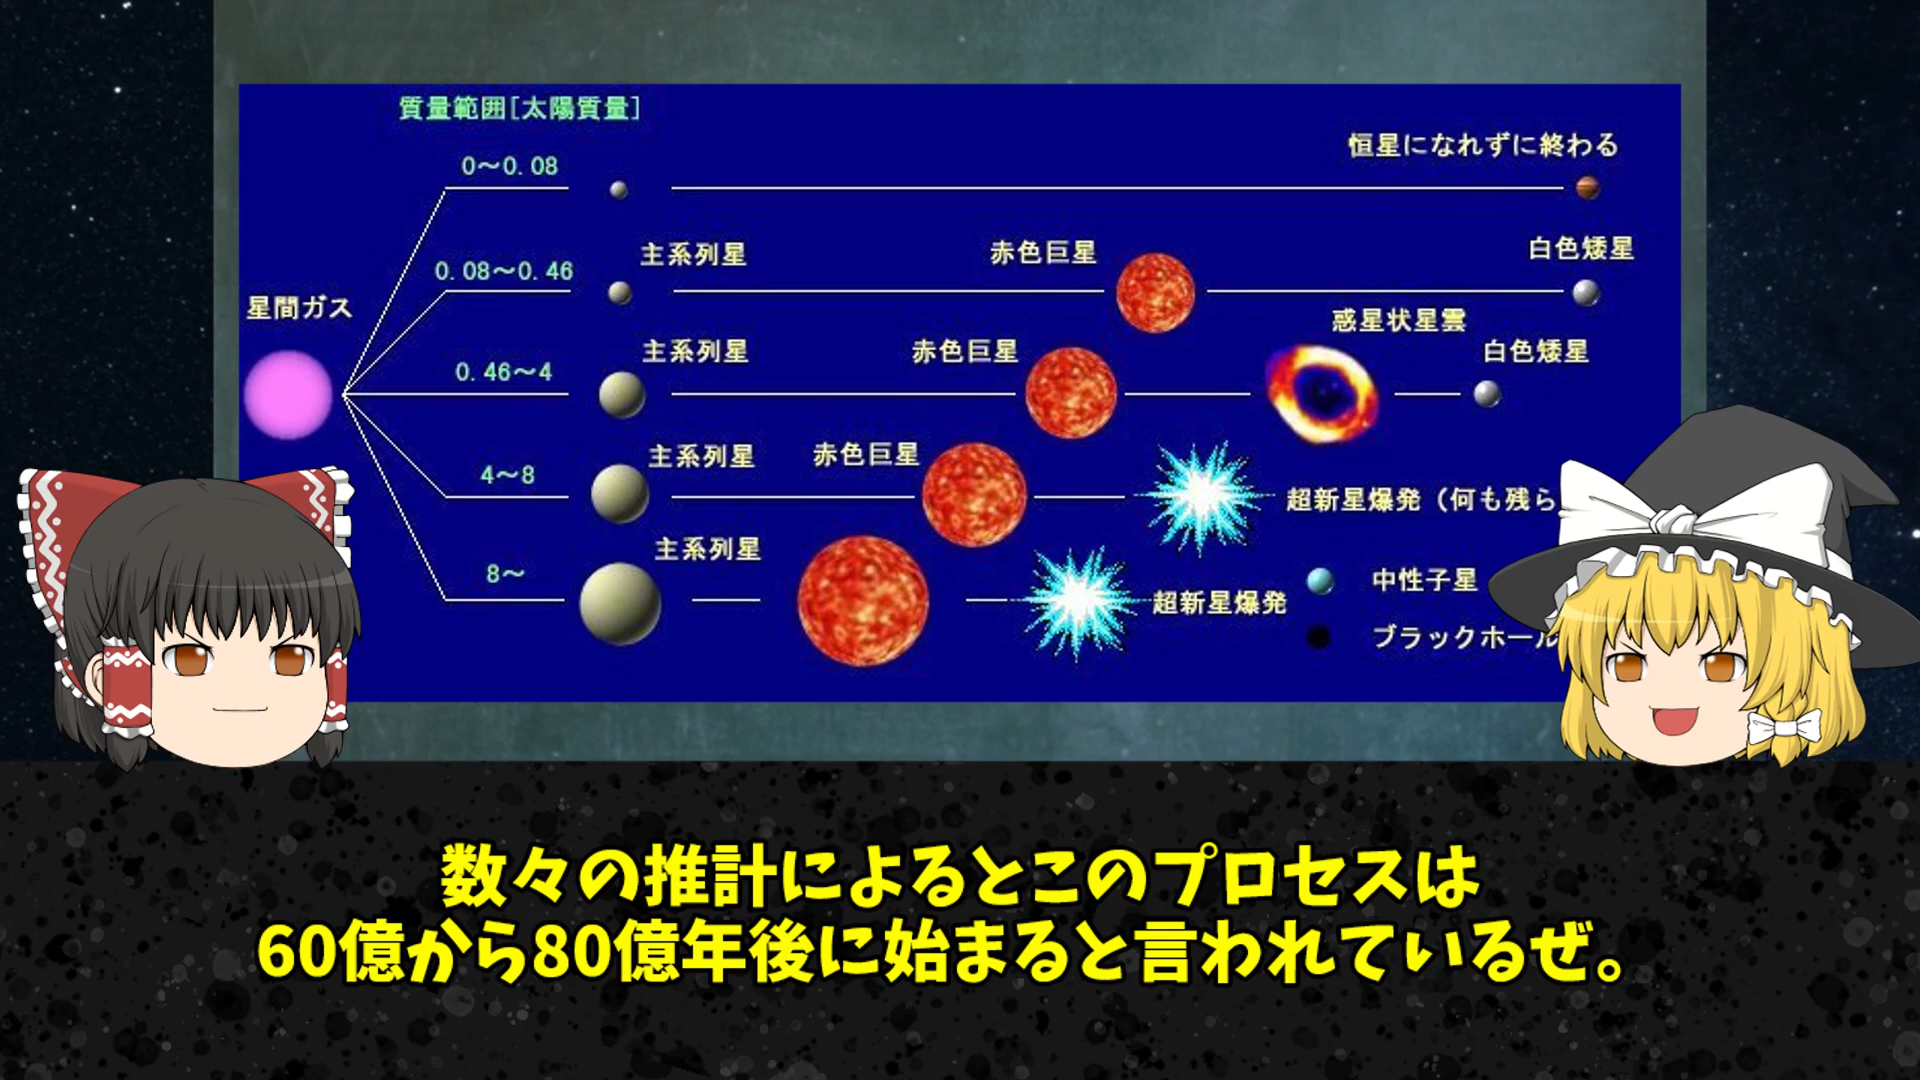 質量範囲[太陽質量]
恒星になれずに終わる
0～0.08
主系列星
赤色巨星
白色矮星
0.08～0.46
星間ガス
惑星状星雲
主系列星
赤色巨星
白色矮星
0.46～4
主系列星
赤色巨星
4～8
超新星爆発（何も残ら
主系列星
8～
超新星爆発
中性子星
ブラックホール
数々の推計によるとこのプロセスは
60億から80億年後に始まると言われているぜ。